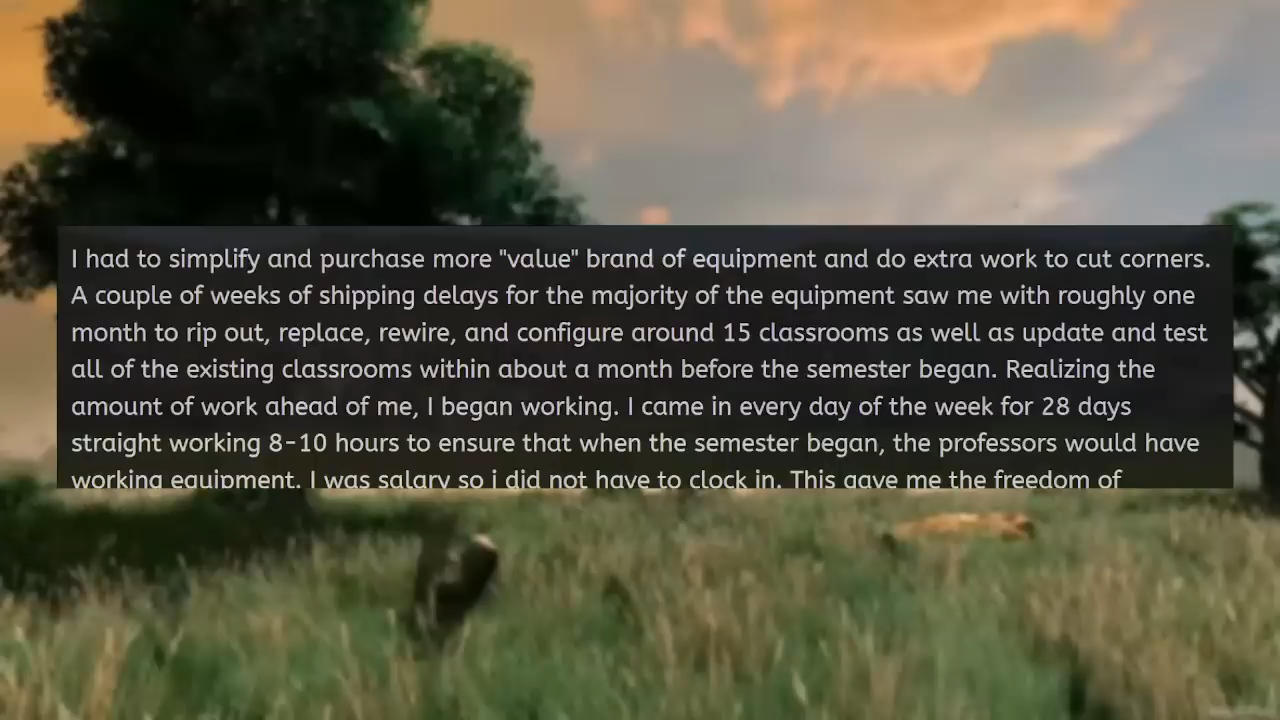 I had to simplify and purchase more "value" brand of equipment and do extra work to cut corners.
A couple of weeks of shipping delays for the majority of the equipment saw me with roughly one
month to rip out, replace, rewire, and configure around 15 classrooms as well as update and test
all of the existing classrooms within about a month before the semester began. Realizing the
amount of work ahead of me, I began working. I came in every day of the week for 28 days
straight working 8-10 hours to ensure that when the semester began, the professors would have
working equipment. I was salary so i did not have to clock in. This gave me the freedom of